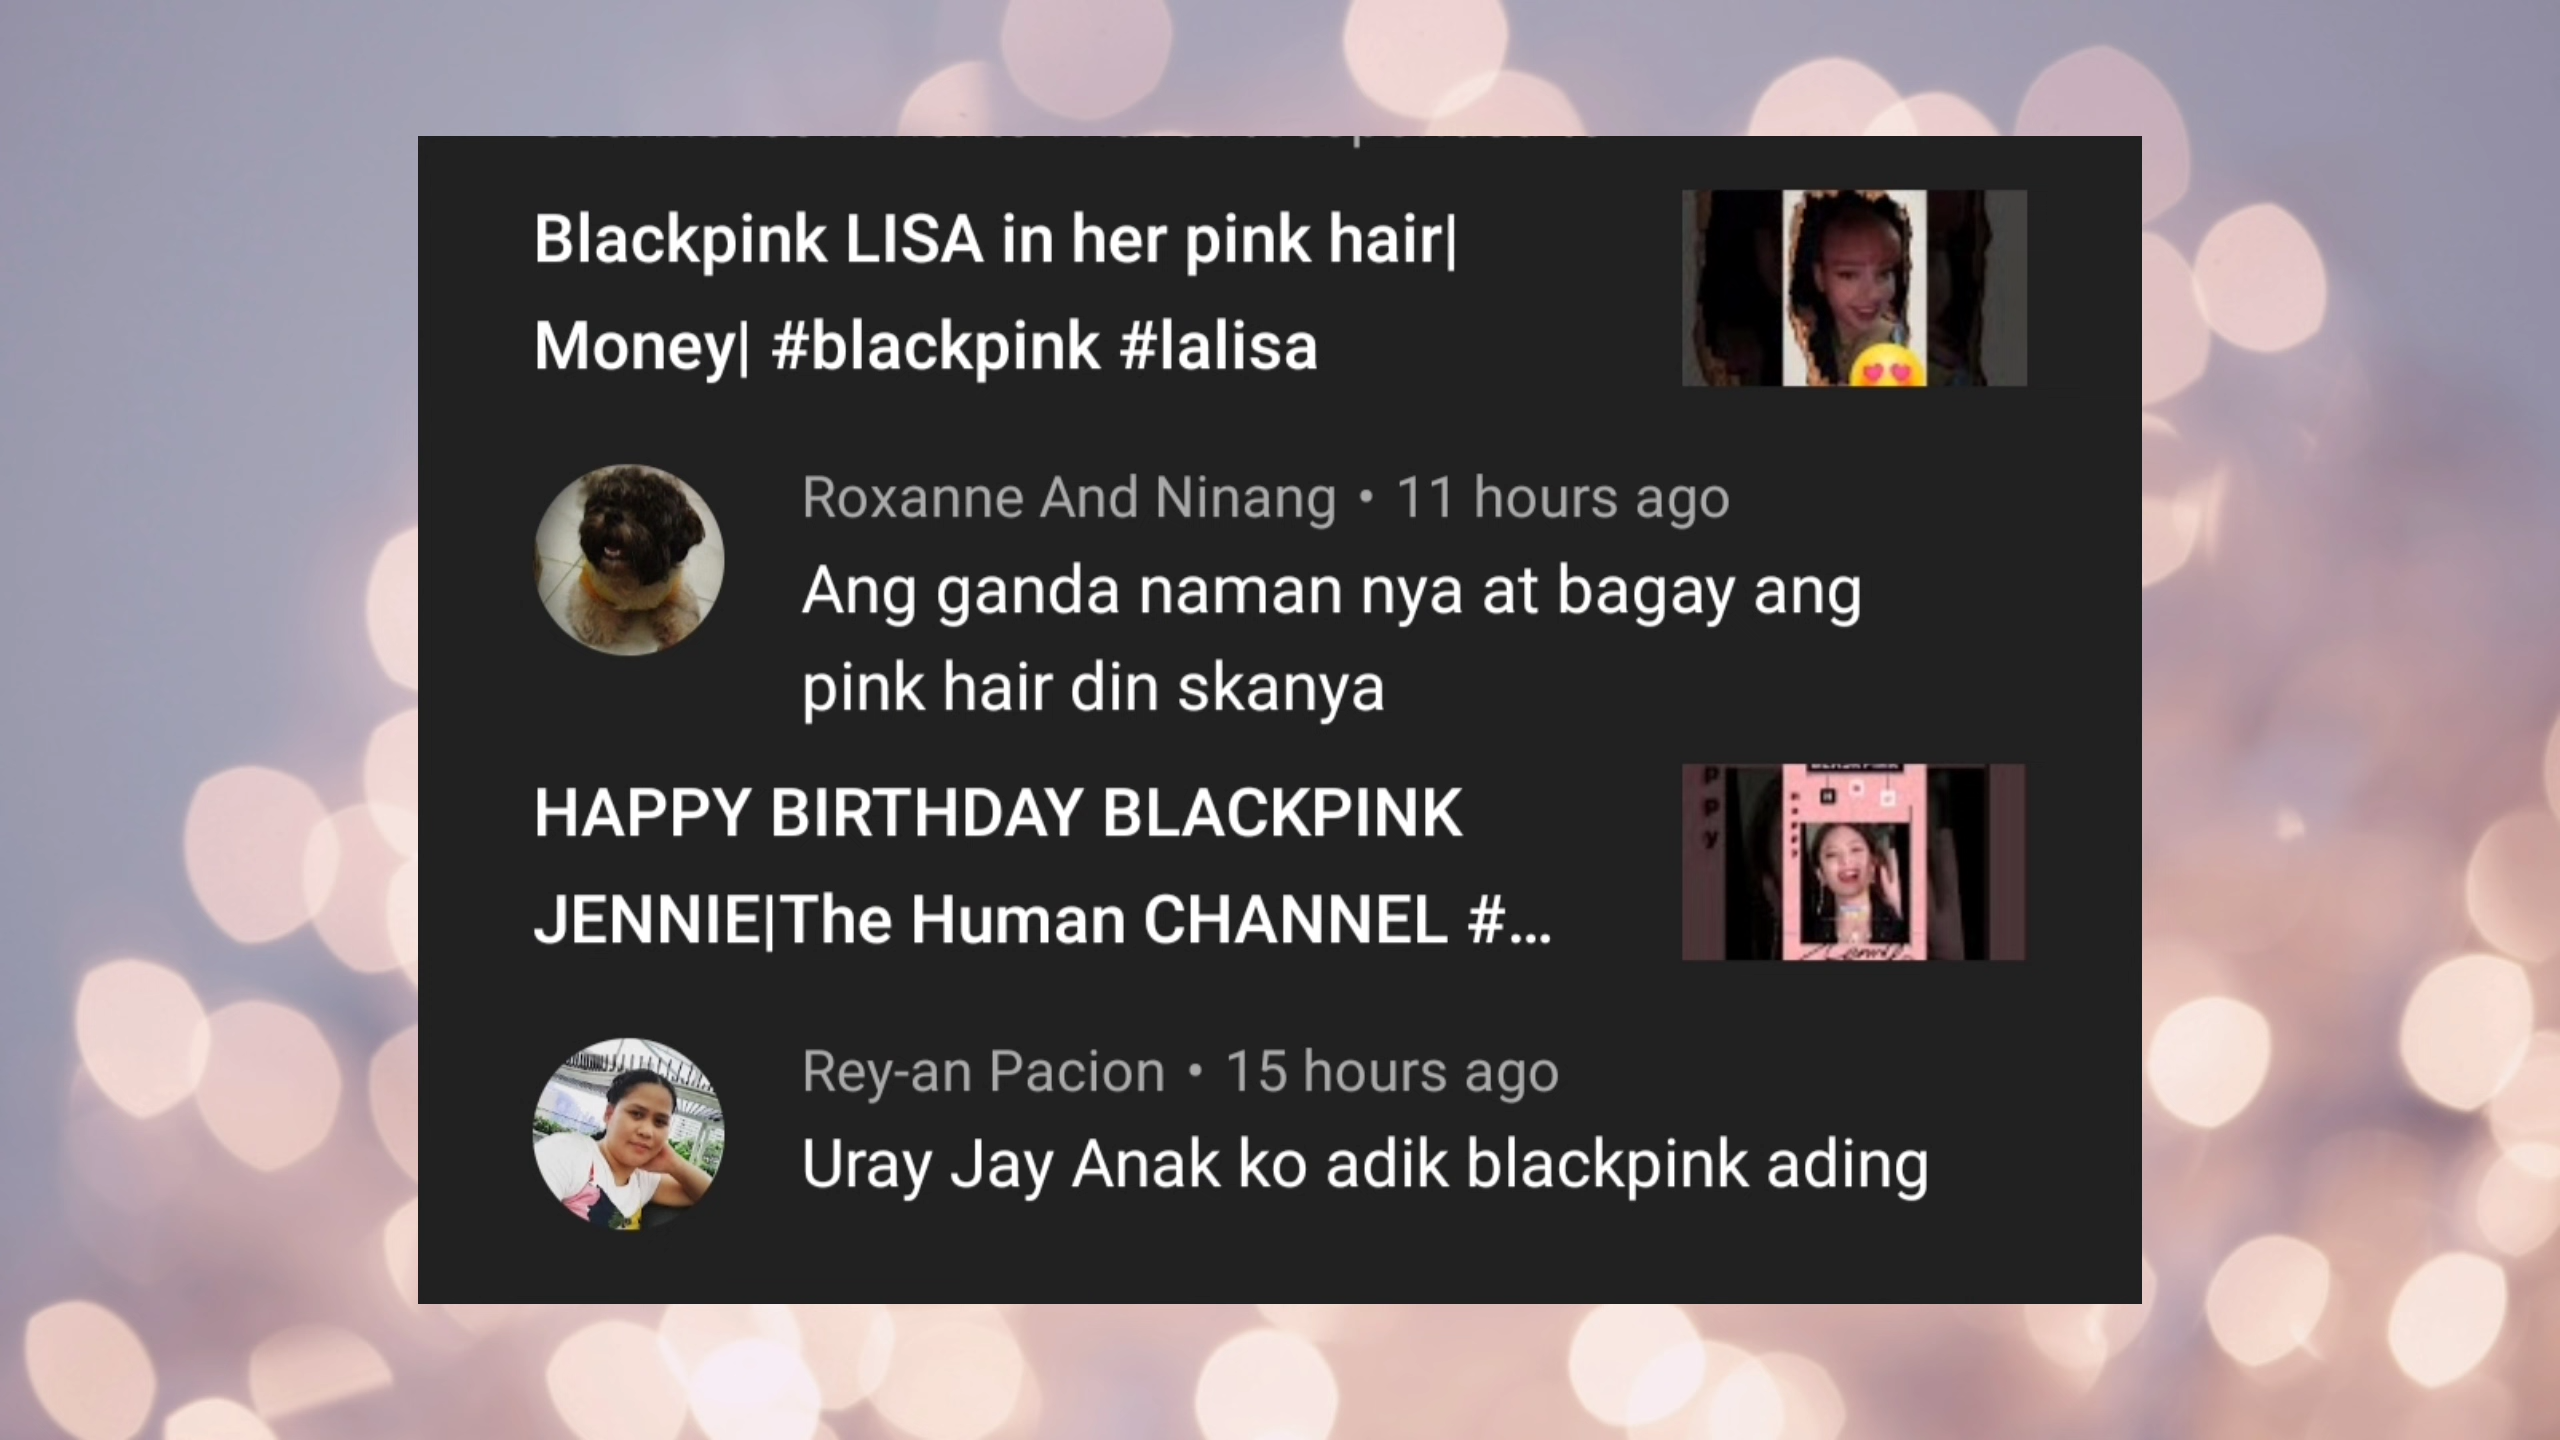 Blackpink LISA in her pink hair|
Money| #blackpink #lalisa
Roxanne And Ninang • 11 hours ago
Ang ganda naman nya at bagay ang
pink hair din skanya
HAPPY BIRTHDAY BLACKPINK
JENNIE|The Human CHANNEL #...
Rey-an Pacion • 15 hours ago
Uray Jay Anak ko adik blackpink ading